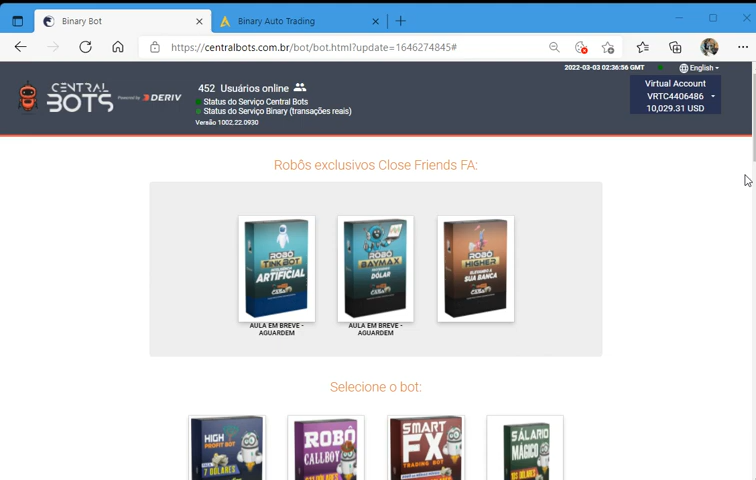 Binary Bot
Binary Auto Trading
https://centralbots.com.br/bot/bot.html?update=1646274845#
2022-03-03 02:36:56 GMT
English
CENTRAL
BOTS
Powered by
DERIV
452 Usuários online
Status do Serviço Central Bots
Status do Serviço Binary (transações reais)
Versão 1002.22.0930
Virtual Account
VRTC4406486
10,029.31 USD
Robôs exclusivos Close Friends FA:
ROBÔ
TINKBOT
ARTIFICIAL
ROBÔ
BAYMAX
DÓLAR
ROBÔ
HIGHER
ELEVANDO A
SUA BANCA
AULA EM BREVE -
AGUARDEM
AULA EM BREVE -
AGUARDEM
Selecione o bot:
HIGH
PROFIT BOT
7 DÓLARES
ROBÔ
CALLBOY
SMART
FX
TRADING BOT
SALÁRIO
MÁGICO